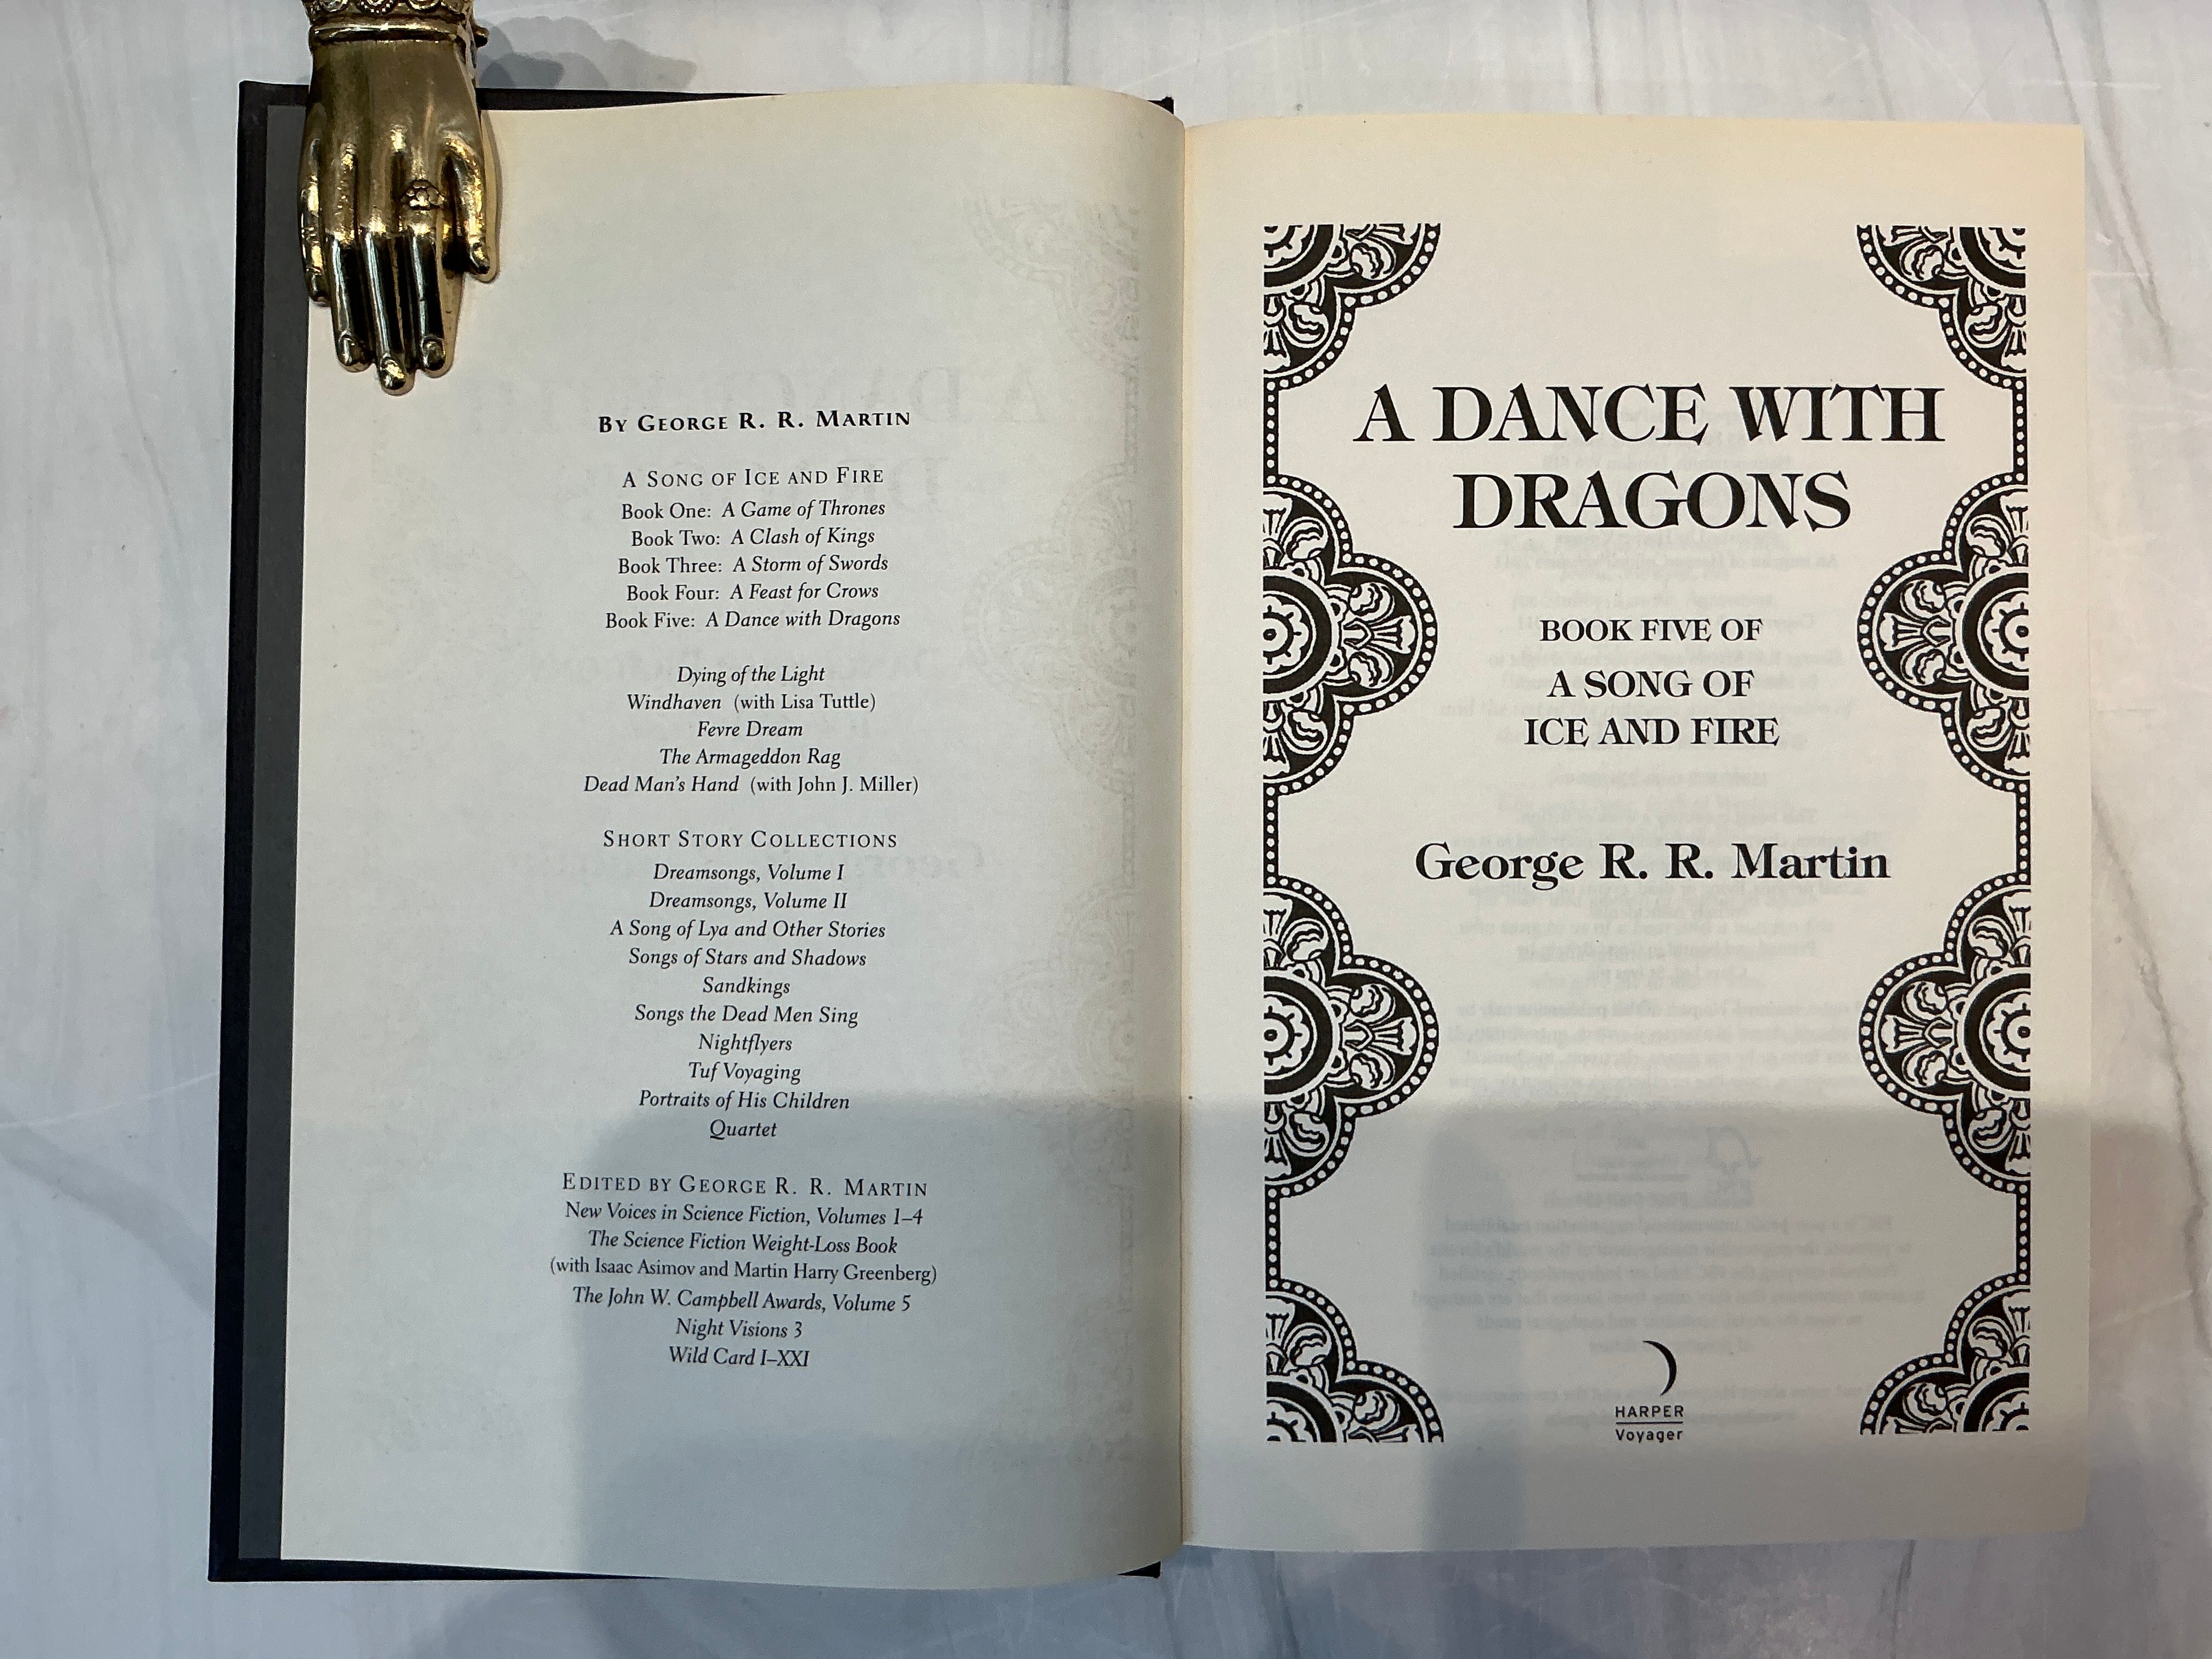 By George R. R. Martin
A Song of Ice and Fire
Book One: A Game of Thrones
Book Two: A Clash of Kings
Book Three: A Storm of Swords
Book Four: A Feast for Crows
Book Five: A Dance with Dragons
Dying of the Light
Windhaven (with Lisa Tuttle)
Fevre Dream
The Armageddon Rag
Dead Man's Hand (with John J. Miller)
Short Story Collections
Dreamsongs, Volume I
Dreamsongs, Volume II
A Song of Lya and Other Stories
Songs of Stars and Shadows
Sandkings
Songs the Dead Men Sing
Nightflyers
Tuf Voyaging
Portraits of His Children
Quartet
Edited by George R. R. Martin
New Voices in Science Fiction, Volumes 1–4
The Science Fiction Weight-Loss Book
(with Isaac Asimov and Martin Harry Greenberg)
The John W. Campbell Awards, Volume 5
Night Visions 3
Wild Card I–XXI
A DANCE WITH
DRAGONS
BOOK FIVE OF
A SONG OF
ICE AND FIRE
George R. R. Martin
HARPER
Voyager